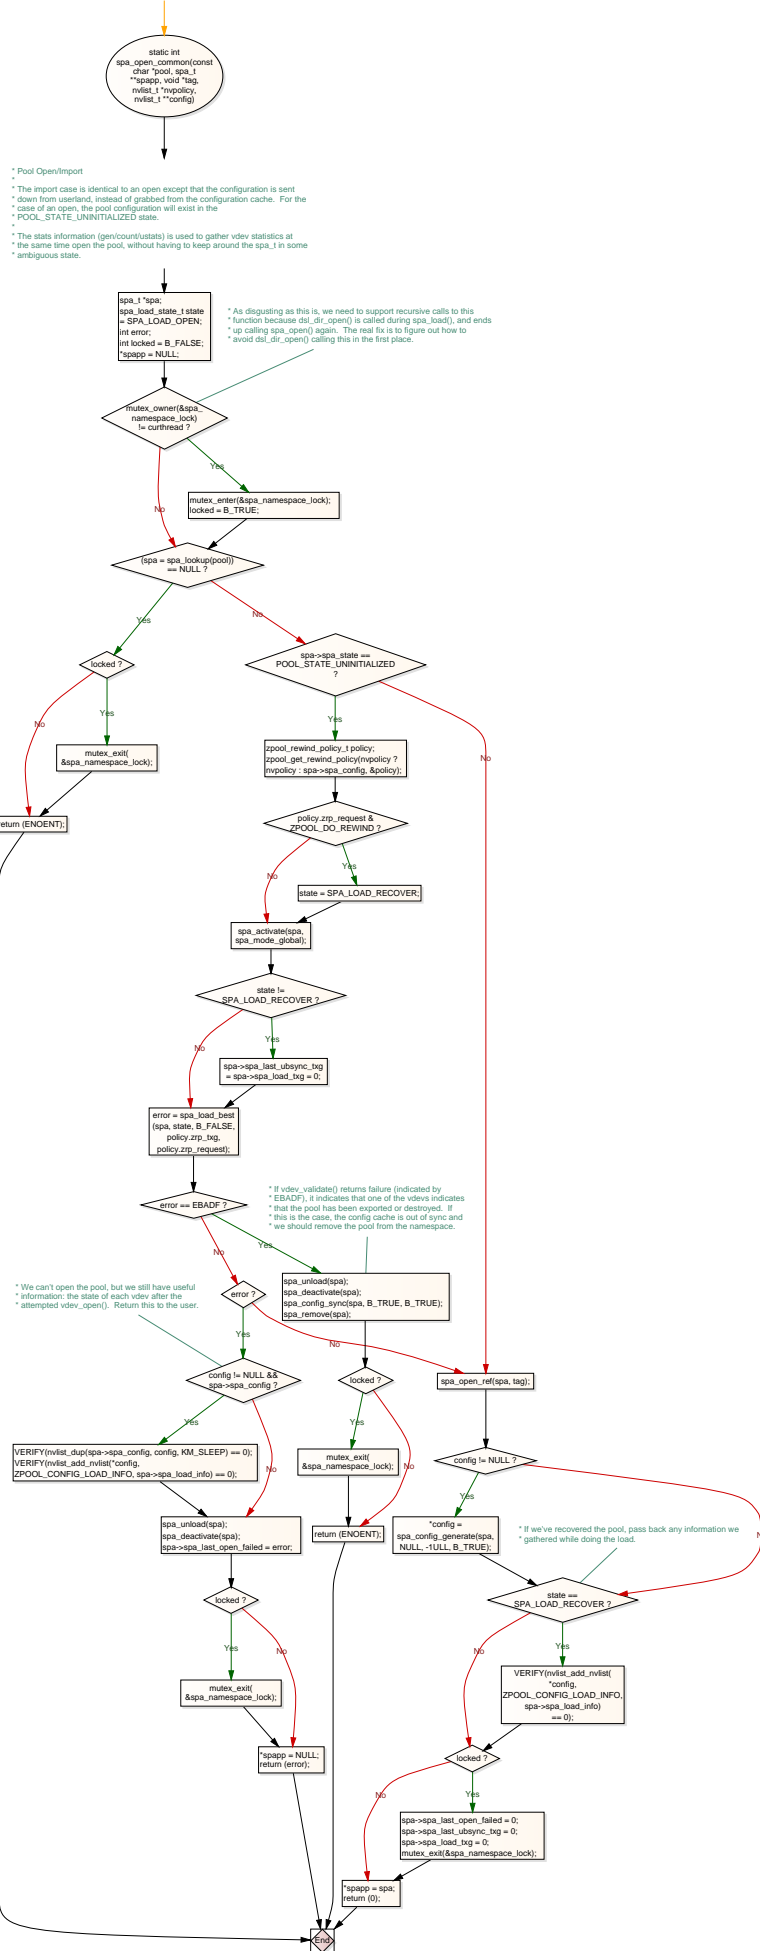 static int
spa_open_common(const
char *pool, spa_t
**spapp, void *tag,
nvlist_t *nvpolicy,
nvlist_t **config)
* Pool Open/Import
*
* The import case is identical to an open except that the configuration is sent
* down from userland, instead of grabbed from the configuration cache.  For the
* case of an open, the pool configuration will exist in the
* POOL_STATE_UNINITIALIZED state.
*
* The stats information (gen/count/ustats) is used to gather vdev statistics at
* the same time open the pool, without having to keep around the spa_t in some
* ambiguous state.
spa_t *spa;
spa_load_state_t state
= SPA_LOAD_OPEN;
int error;
int locked = B_FALSE;
*spapp = NULL;
* As disgusting as this is, we need to support recursive calls to this
* function because dsl_dir_open() is called during spa_load(), and ends
* up calling spa_open() again.  The real fix is to figure out how to
* avoid dsl_dir_open() calling this in the first place.
mutex_owner(&spa_
namespace_lock)
!= curthread ?
Yes
No
mutex_enter(&spa_namespace_lock);
locked = B_TRUE;
(spa = spa_lookup(pool))
== NULL ?
Yes
No
locked ?
spa->spa_state ==
POOL_STATE_UNINITIALIZED
?
No
Yes
Yes
No
mutex_exit(
&spa_namespace_lock);
zpool_rewind_policy_t policy;
zpool_get_rewind_policy(nvpolicy ?
nvpolicy : spa->spa_config, &policy);
return (ENOENT);
policy.zrp_request &
ZPOOL_DO_REWIND ?
Yes
No
state = SPA_LOAD_RECOVER;
spa_activate(spa,
spa_mode_global);
state !=
SPA_LOAD_RECOVER ?
Yes
No
spa->spa_last_ubsync_txg
= spa->spa_load_txg = 0;
error = spa_load_best
(spa, state, B_FALSE,
policy.zrp_txg,
policy.zrp_request);
error == EBADF ?
* If vdev_validate() returns failure (indicated by
* EBADF), it indicates that one of the vdevs indicates
* that the pool has been exported or destroyed.  If
* this is the case, the config cache is out of sync and
* we should remove the pool from the namespace.
No
Yes
* We can't open the pool, but we still have useful
* information: the state of each vdev after the
* attempted vdev_open().  Return this to the user.
error ?
spa_unload(spa);
spa_deactivate(spa);
spa_config_sync(spa, B_TRUE, B_TRUE);
spa_remove(spa);
Yes
No
config != NULL &&
spa->spa_config ?
locked ?
spa_open_ref(spa, tag);
Yes
No
Yes
No
VERIFY(nvlist_dup(spa->spa_config, config, KM_SLEEP) == 0);
VERIFY(nvlist_add_nvlist(*config,
ZPOOL_CONFIG_LOAD_INFO, spa->spa_load_info) == 0);
mutex_exit(
&spa_namespace_lock);
config != NULL ?
Yes
spa_unload(spa);
spa_deactivate(spa);
spa->spa_last_open_failed = error;
return (ENOENT);
*config =
spa_config_generate(spa,
NULL, -1ULL, B_TRUE);
* If we've recovered the pool, pass back any information we
* gathered while doing the load.
locked ?
state ==
SPA_LOAD_RECOVER ?
Yes
No
No
Yes
mutex_exit(
&spa_namespace_lock);
VERIFY(nvlist_add_nvlist(
*config,
ZPOOL_CONFIG_LOAD_INFO,
spa->spa_load_info)
== 0);
*spapp = NULL;
return (error);
locked ?
No
Yes
spa->spa_last_open_failed = 0;
spa->spa_last_ubsync_txg = 0;
spa->spa_load_txg = 0;
mutex_exit(&spa_namespace_lock);
*spapp = spa;
return (0);
End